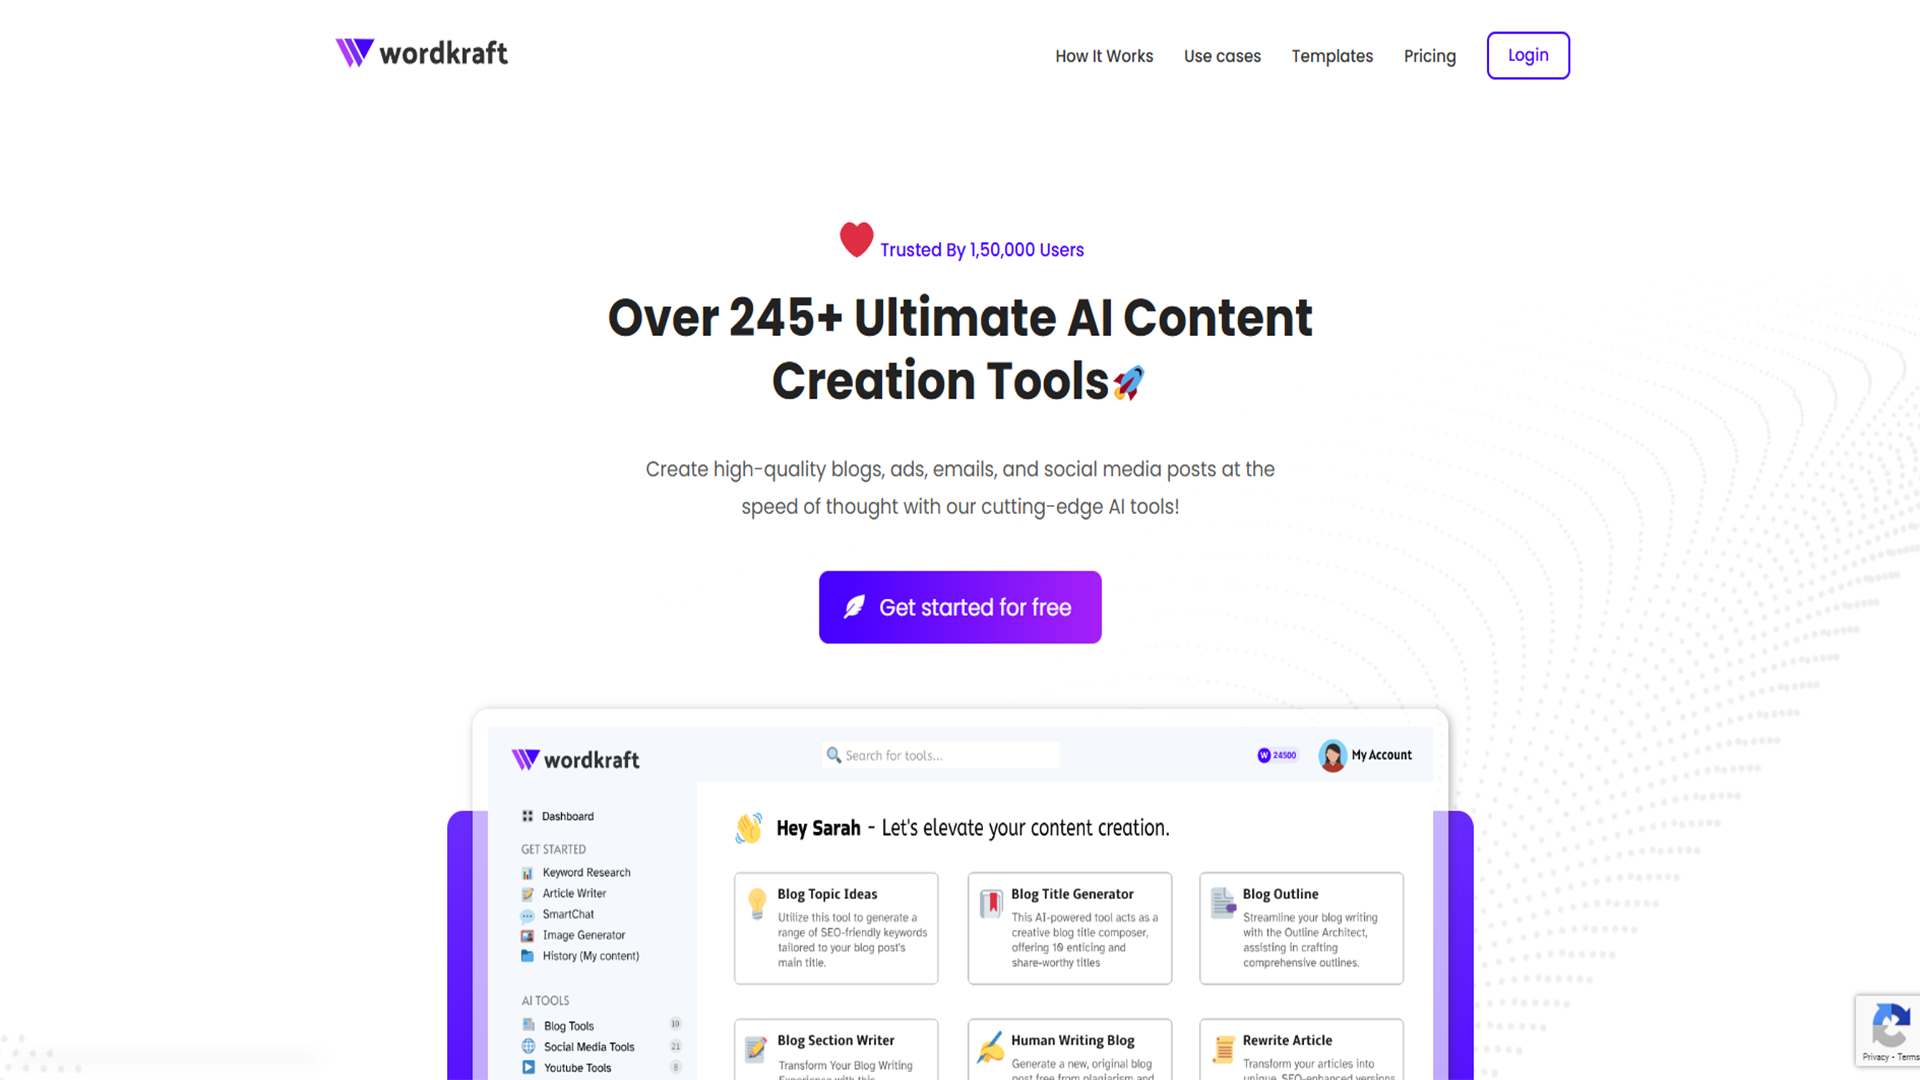 wordkraft
How It Works Use cases Templates Pricing Login
Trusted By 1,50,000 Users
Over 245+ Ultimate AI Content
Creation Tools
Create high-quality blogs, ads, emails, and social media posts at the
speed of thought with our cutting-edge AI tools!
Get started for free
wordkraft
Search for tools...
W 24500
My Account
Dashboard
GET STARTED
Keyword Research
Article Writer
SmartChat
Image Generator
History (My content)
AI TOOLS
Blog Tools 10
Social Media Tools 21
Youtube Tools 8
Hey Sarah - Let's elevate your content creation.
Blog Topic Ideas
Utilize this tool to generate a
range of SEO-friendly keywords
tailored to your blog post's
main title.
Blog Title Generator
This AI-powered tool acts as a
creative blog title composer,
offering 10 enticing and
share-worthy titles
Blog Outline
Streamline your blog writing
with the Outline Architect,
assisting in crafting
comprehensive outlines.
Blog Section Writer
Transform Your Blog Writing
Experience with this
Human Writing Blog
Generate a new, original blog
post free from plagiarism and
Rewrite Article
Transform your articles into
unique, SEO-enhanced versions
Privacy - Terms